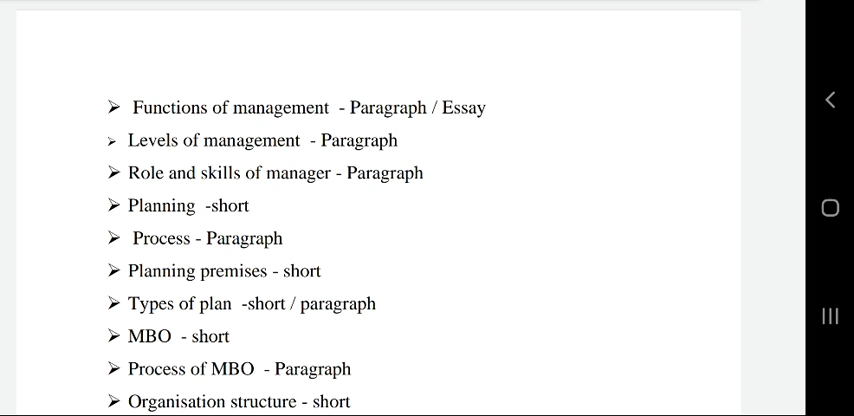 ➢ Functions of management - Paragraph / Essay
➢ Levels of management - Paragraph
➢ Role and skills of manager - Paragraph
➢ Planning -short
➢ Process - Paragraph
➢ Planning premises - short
➢ Types of plan -short / paragraph
➢ MBO - short
➢ Process of MBO - Paragraph
➢ Organisation structure - short